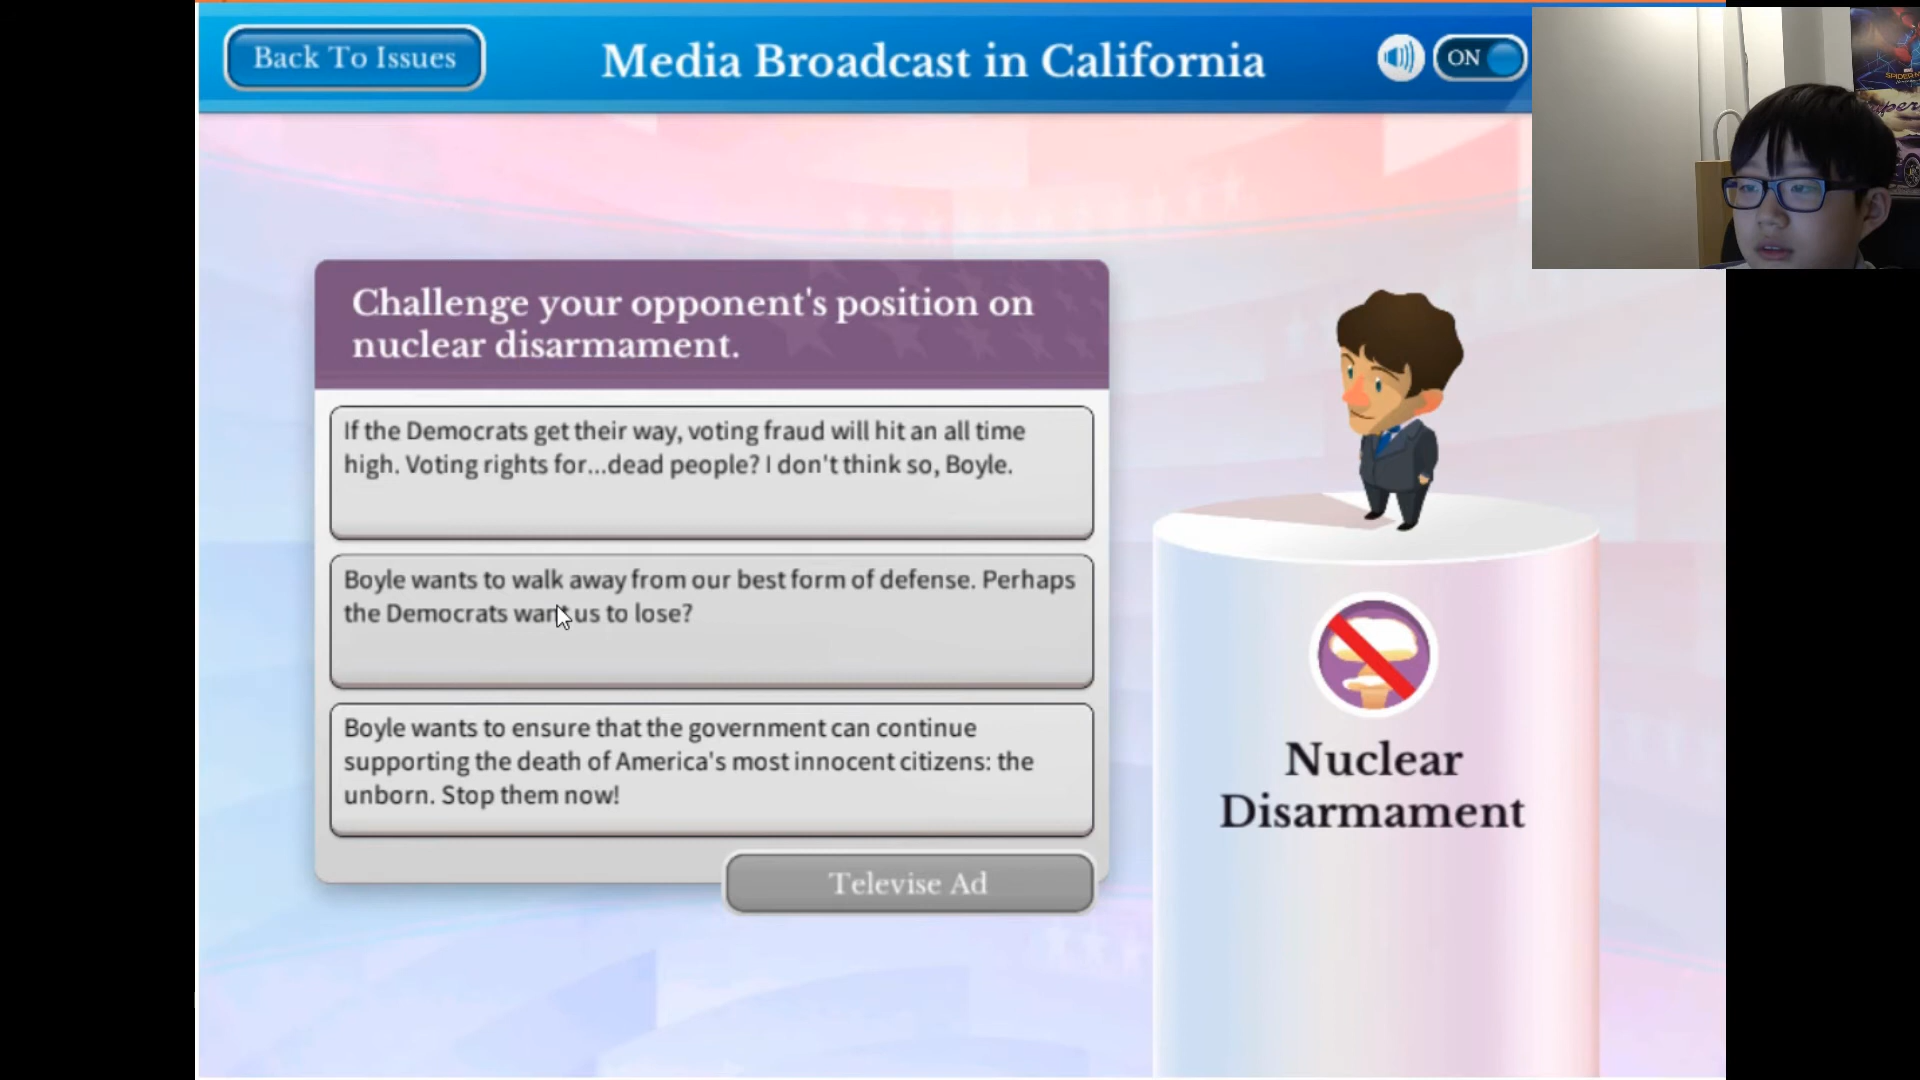 Back To Issues
Media Broadcast in California
ON
Challenge your opponent's position on
nuclear disarmament.
If the Democrats get their way, voting fraud will hit an all time
high. Voting rights for...dead people? I don't think so, Boyle.
Boyle wants to walk away from our best form of defense. Perhaps
the Democrats want us to lose?
Boyle wants to ensure that the government can continue
supporting the death of America's most innocent citizens: the
unborn. Stop them now!
Televise Ad
Nuclear
Disarmament